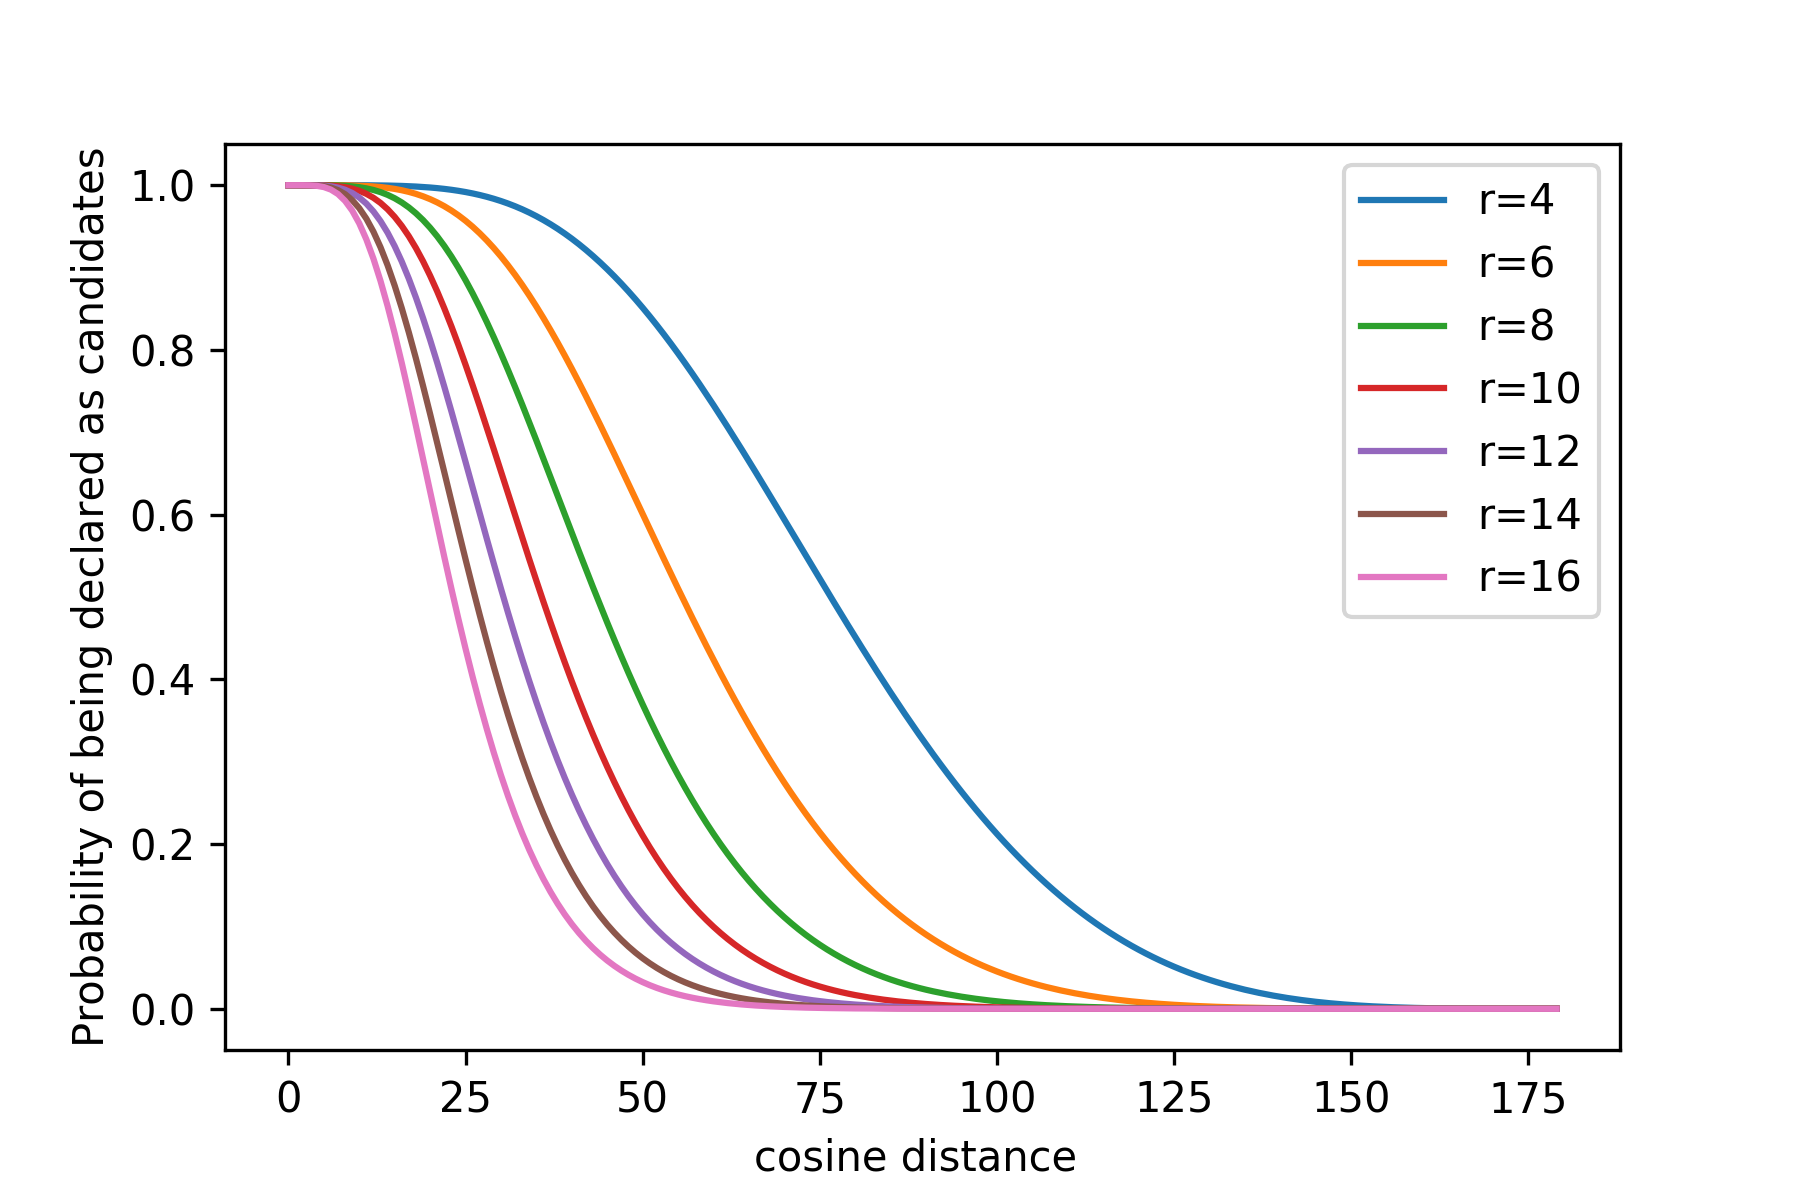 Probability of being declared as candidates
1.0
0.8
0.6
0.4
0.2
0.0
0 25 50 75 100 125 150 175
cosine distance
r=4
r=6
r=8
r=10
r=12
r=14
r=16